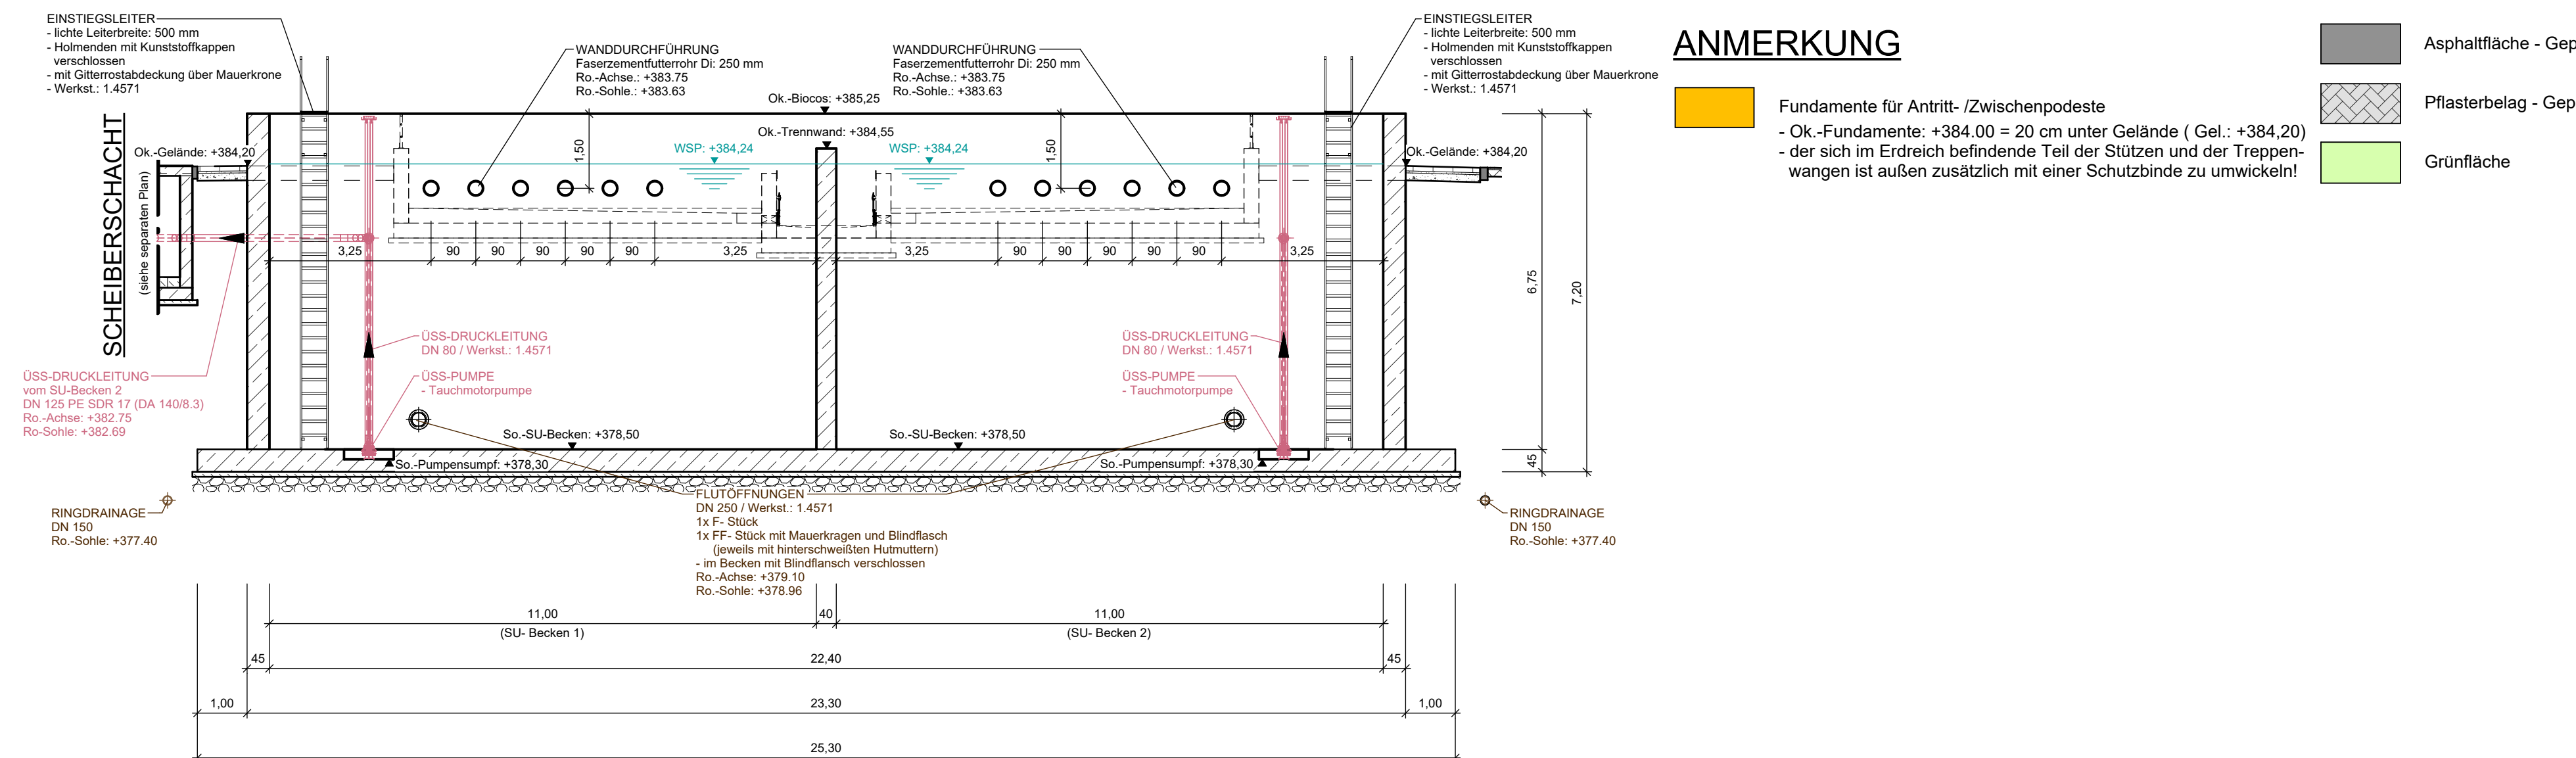 EINSTIEGSLEITER
- lichte Leiterbreite: 500 mm
- Holmenden mit Kunststoffkappen
verschlossen
- mit Gitterrostabdeckung über Mauerkrone
- Werkst.: 1.4571
WANDDURCHFÜHRUNG
Faserzementfutterrohr Di: 250 mm
Ro.-Achse.: +383.75
Ro.-Sohle.: +383.63
WANDDURCHFÜHRUNG
Faserzementfutterrohr Di: 250 mm
Ro.-Achse.: +383.75
Ro.-Sohle.: +383.63
EINSTIEGSLEITER
- lichte Leiterbreite: 500 mm
- Holmenden mit Kunststoffkappen
verschlossen
- mit Gitterrostabdeckung über Mauerkrone
- Werkst.: 1.4571
ANMERKUNG
Fundamente für Antritt- /Zwischenpodeste
- Ok.-Fundamente: +384.00 = 20 cm unter Gelände ( Gel.: +384,20)
- der sich im Erdreich befindende Teil der Stützen und der Treppen-
wangen ist außen zusätzlich mit einer Schutzbinde zu umwickeln!
Asphaltfläche - Gep
Pflasterbelag - Gep
Grünfläche
Ok.-Biocos: +385,25
Ok.-Trennwand: +384,55
WSP: +384,24
WSP: +384,24
1,50
1,50
Ok.-Gelände: +384,20
Ok.-Gelände: +384,20
SCHEIBERSCHACHT
(siehe separaten Plan)
3,25
90
90
90
90
90
3,25
3,25
90
90
90
90
90
3,25
6,75
7,20
45
ÜSS-DRUCKLEITUNG
DN 80 / Werkst.: 1.4571
ÜSS-PUMPE
- Tauchmotorpumpe
ÜSS-DRUCKLEITUNG
DN 80 / Werkst.: 1.4571
ÜSS-PUMPE
- Tauchmotorpumpe
ÜSS-DRUCKLEITUNG
vom SU-Becken 2
DN 125 PE SDR 17 (DA 140/8.3)
Ro.-Achse: +382.75
Ro-Sohle: +382.69
So.-SU-Becken: +378,50
So.-SU-Becken: +378,50
So.-Pumpensumpf: +378,30
So.-Pumpensumpf: +378,30
RINGDRAINAGE
DN 150
Ro.-Sohle: +377.40
FLUTÖFFNUNGEN
DN 250 / Werkst.: 1.4571
1x F- Stück
1x FF- Stück mit Mauerkragen und Blindflasch
(jeweils mit hinterschweißten Hutmuttern)
- im Becken mit Blindflansch verschlossen
Ro.-Achse: +379.10
Ro.-Sohle: +378.96
RINGDRAINAGE
DN 150
Ro.-Sohle: +377.40
11,00
40
11,00
(SU- Becken 1)
(SU- Becken 2)
45
22,40
45
1,00
23,30
1,00
25,30